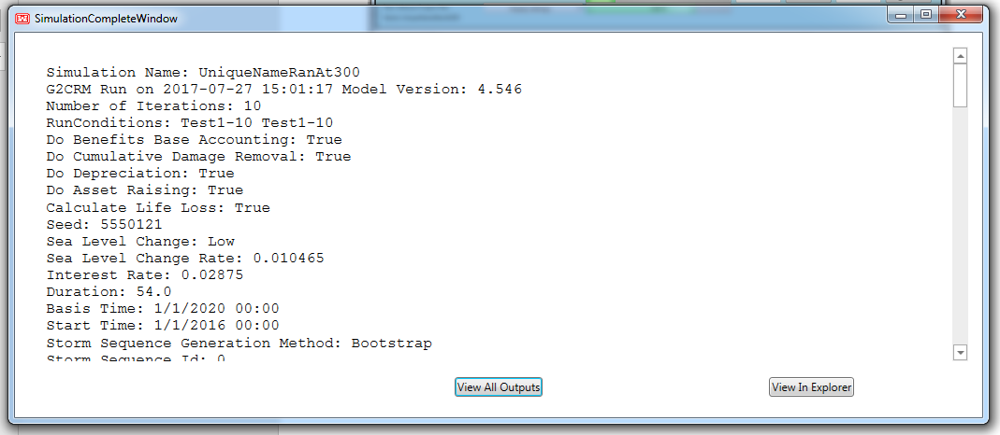 SimulationCompleteWindow
Simulation Name: UniqueNameRanAt300
G2CRM Run on 2017-07-27 15:01:17 Model Version: 4.546
Number of Iterations: 10
RunConditions: Test1-10 Test1-10
Do Benefits Base Accounting: True
Do Cumulative Damage Removal: True
Do Depreciation: True
Do Asset Raising: True
Calculate Life Loss: True
Seed: 5550121
Sea Level Change: Low
Sea Level Change Rate: 0.010465
Interest Rate: 0.02875
Duration: 54.0
Basis Time: 1/1/2020 00:00
Start Time: 1/1/2016 00:00
Storm Sequence Generation Method: Bootstrap
Storm Sequence Id: 0
View All Outputs
View In Explorer